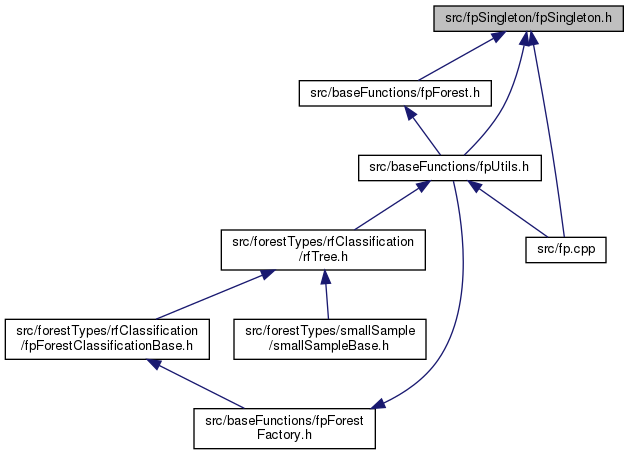 src/fpSingleton/fpSingleton.h
src/baseFunctions/fpForest.h
src/baseFunctions/fpUtils.h
src/forestTypes/rfClassification
/rfTree.h
src/fp.cpp
src/forestTypes/rfClassification
/fpForestClassificationBase.h
src/forestTypes/smallSample
/smallSampleBase.h
src/baseFunctions/fpForest
Factory.h